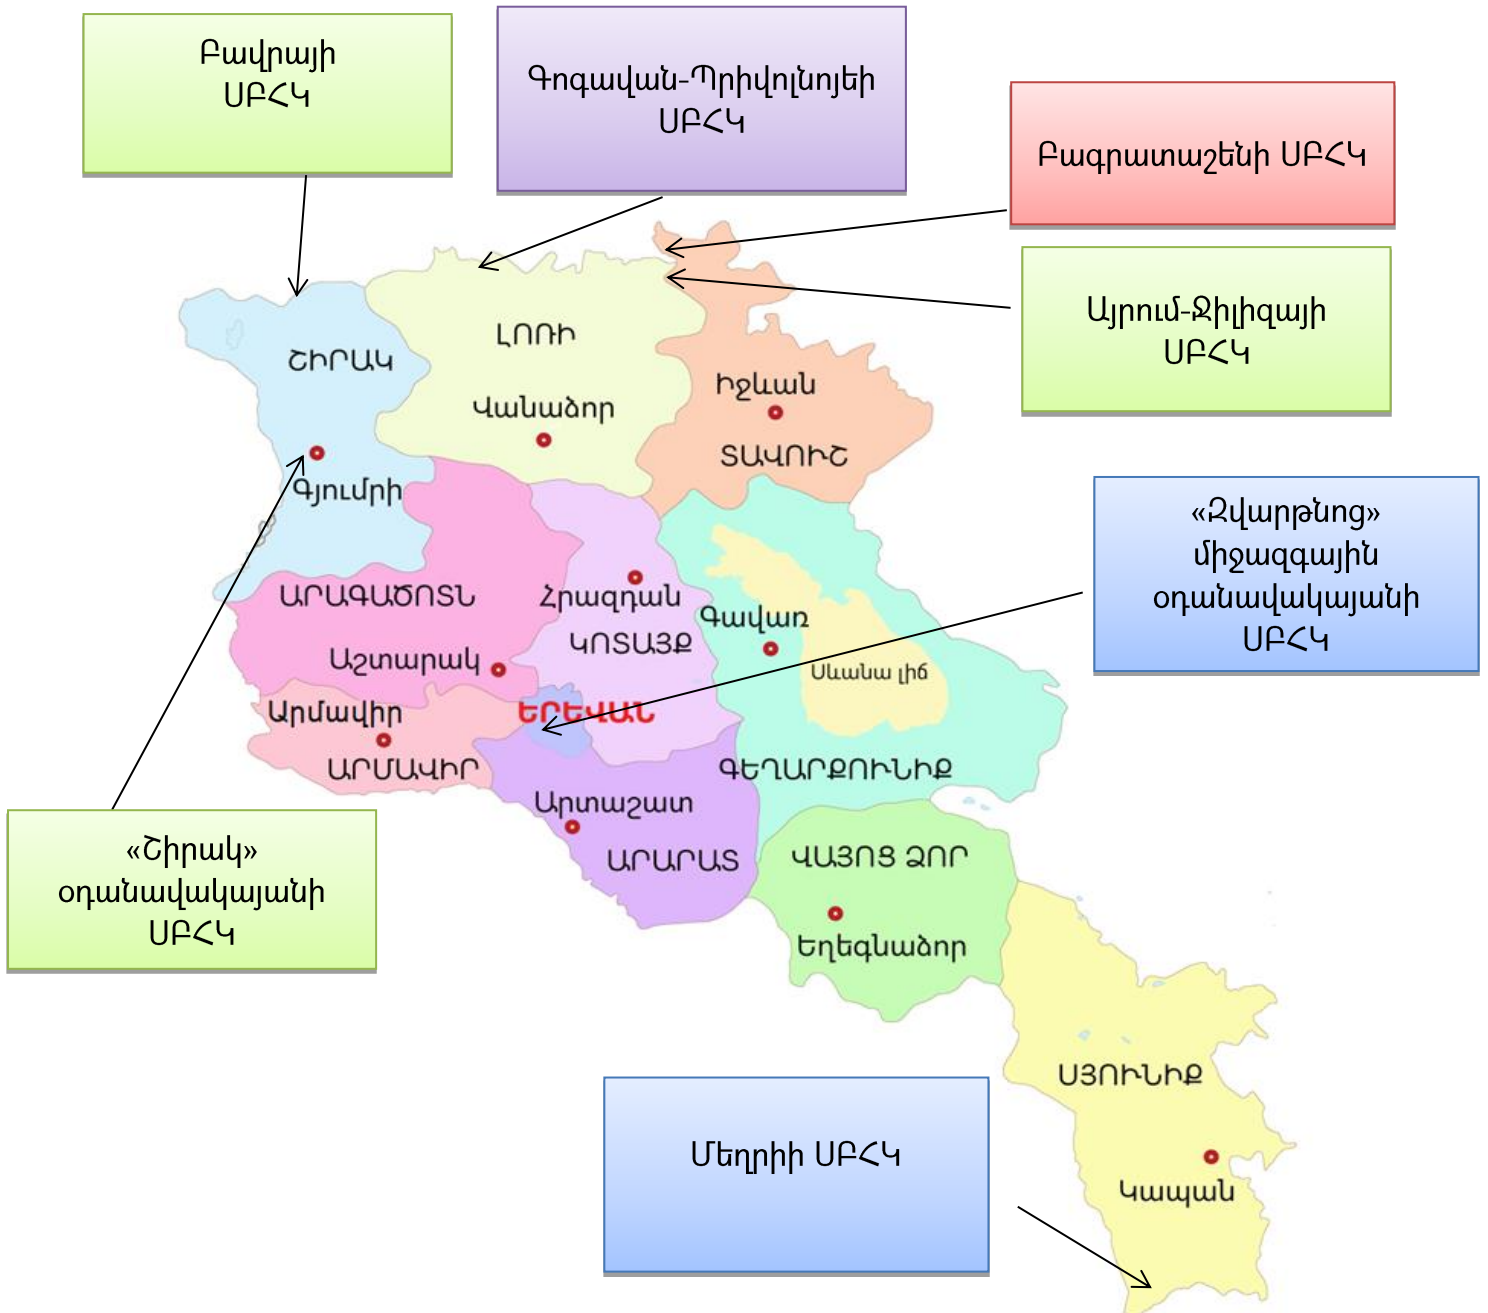 Բավրայի
ՍԲՀԿ
Գոգավան-Պրիվոլնոյեի
ՍԲՀԿ
Բագրատաշենի ՍԲՀԿ
Այրում-Ջիլիզայի
ՍԲՀԿ
ԼՈՌԻ
ՇԻՐԱԿ
Իջևան
Վանաձոր
ՏԱՎՈՒՇ
Գյումրի
«Զվարթնոց»
միջազգային
օդանավակայանի
ՍԲՀԿ
ԱՐԱԳԱԾՈՏՆ
Հրազդան
Գավառ
ԿՈՏԱՅՔ
Աշտարակ
Սևանա լիճ
Արմավիր
ԵՐԵՎԱՆ
ԱՐՄԱՎԻՐ
ԳԵՂԱՐՔՈՒՆԻՔ
Արտաշատ
ԱՐԱՐԱՏ
ՎԱՅՈՑ ՁՈՐ
«Շիրակ»
օդանավակայանի
ՍԲՀԿ
Եղեգնաձոր
ՍՅՈՒՆԻՔ
Մեղրիի ՍԲՀԿ
Կապան